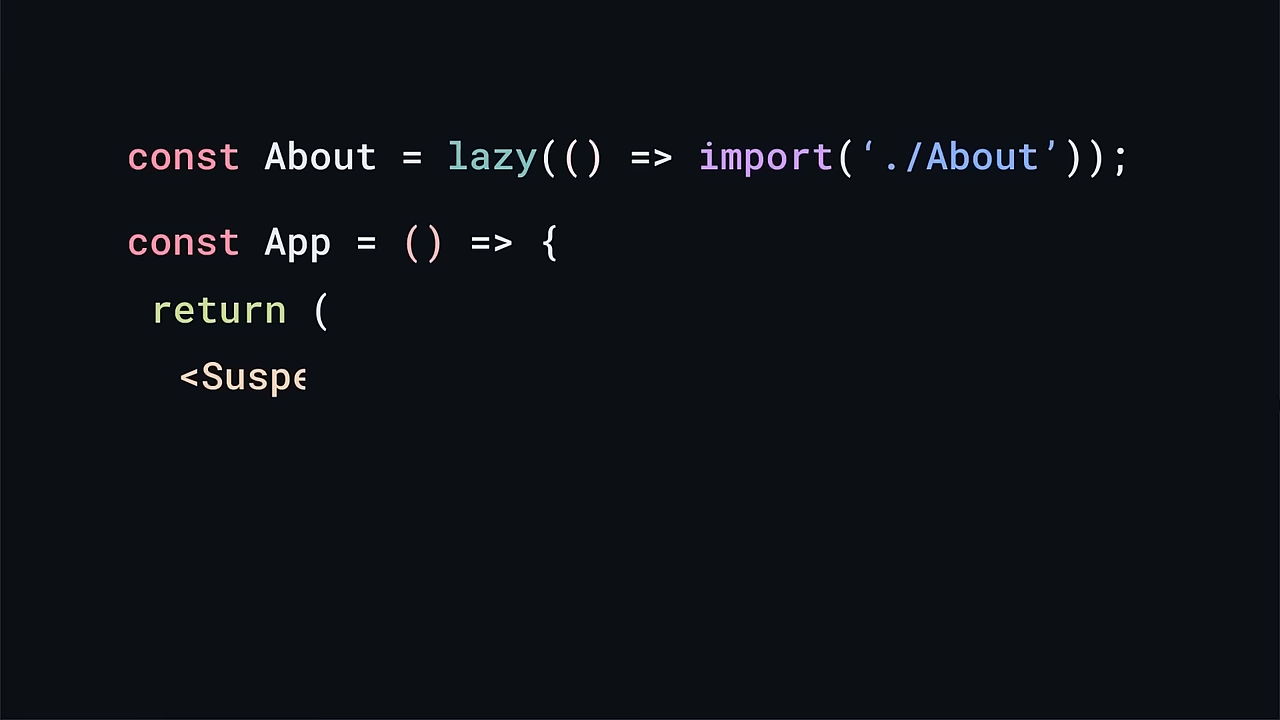 const About = lazy(() => import(‘./About’));
const App = () => {
return (
<Suspe